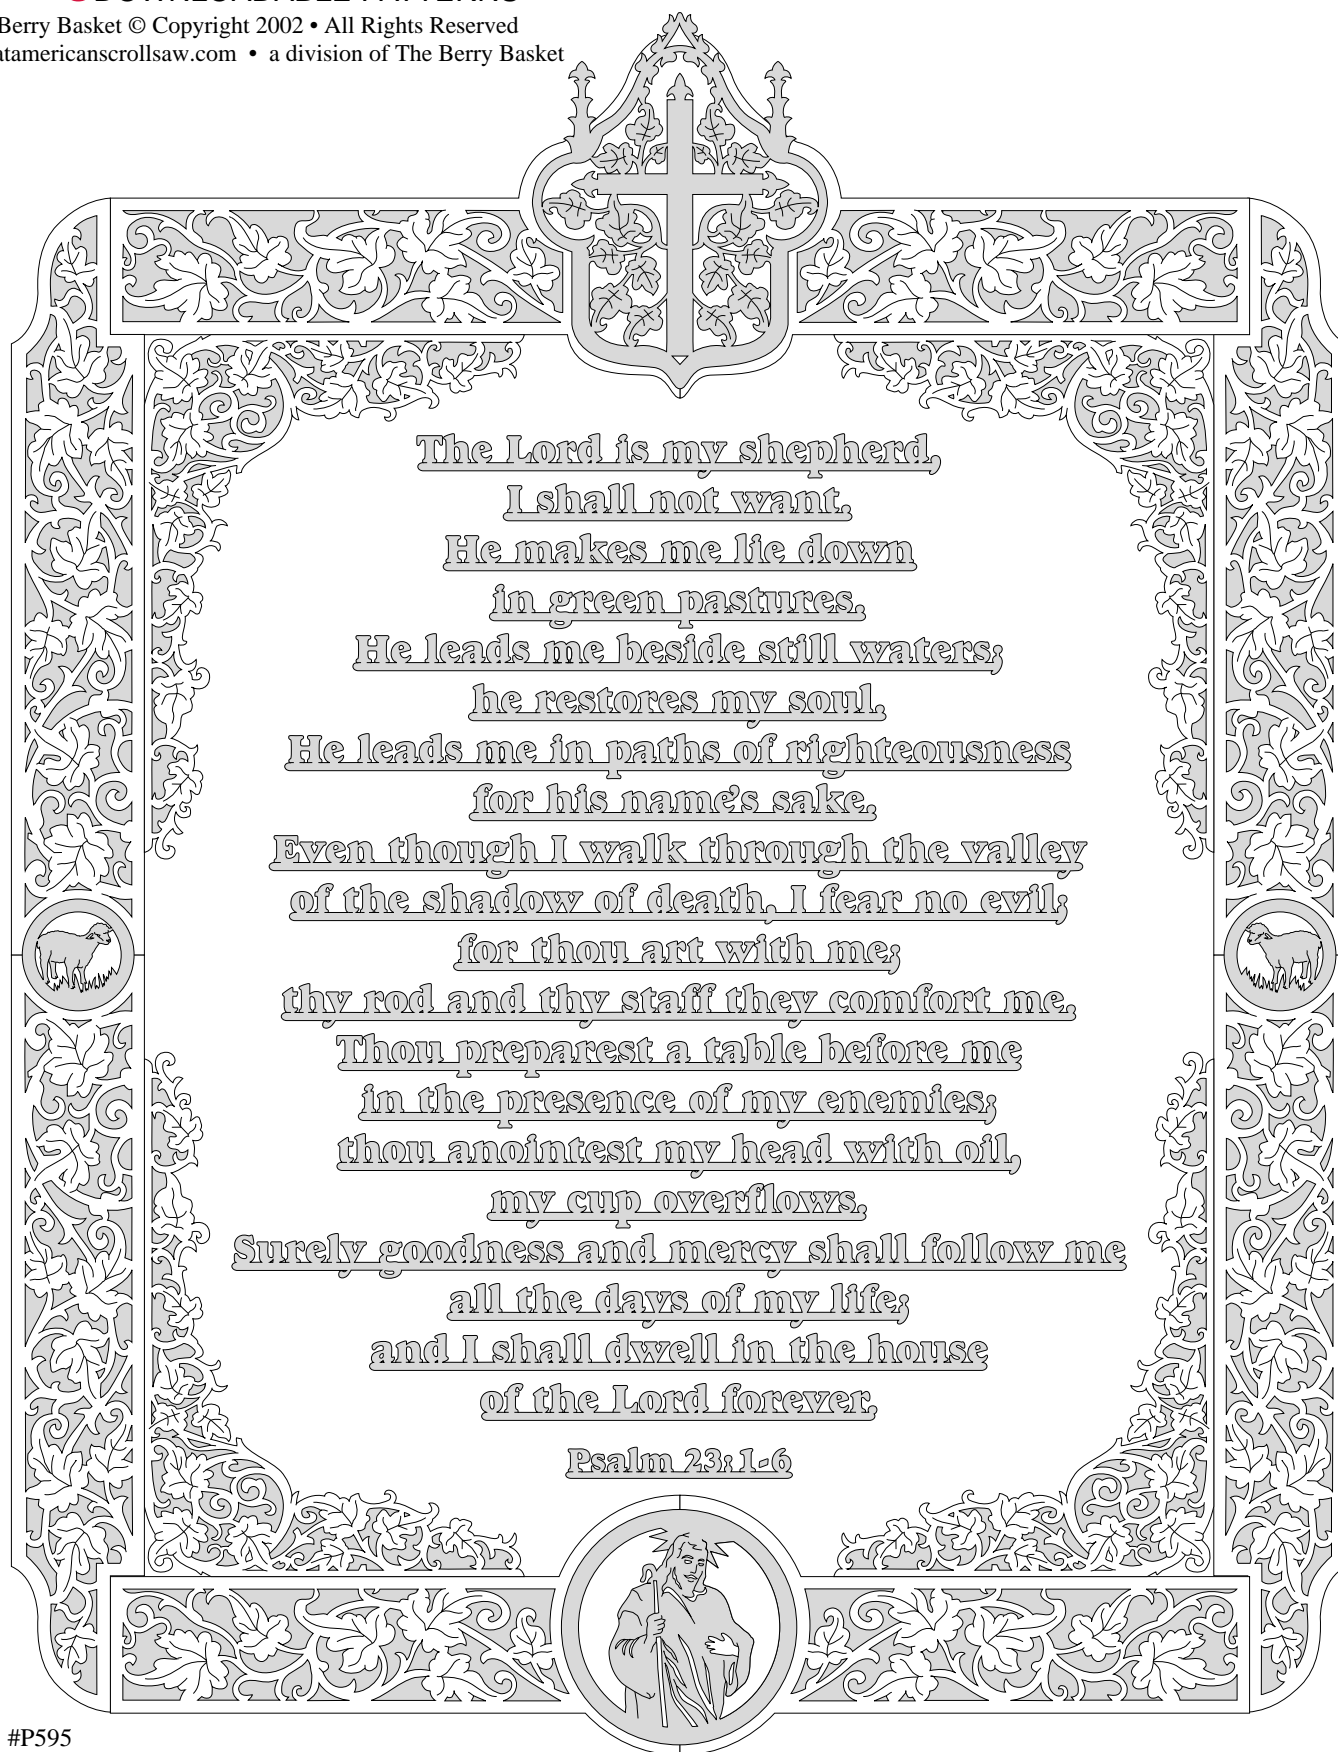 DOWNLOADABLE PATTERNS
Berry Basket © Copyright 2002 • All Rights Reserved
atamericanscrollsaw.com • a division of The Berry Basket
The Lord is my shepherd,
I shall not want.
He makes me lie down
in green pastures.
He leads me beside still waters;
he restores my soul.
He leads me in paths of righteousness
for his name's sake.
Even though I walk through the valley
of the shadow of death, I fear no evil;
for thou art with me;
thy rod and thy staff they comfort me.
Thou preparest a table before me
in the presence of my enemies;
thou anointest my head with oil,
my cup overflows.
Surely goodness and mercy shall follow me
all the days of my life;
and I shall dwell in the house
of the Lord forever.
Psalm 23:1-6
#P595